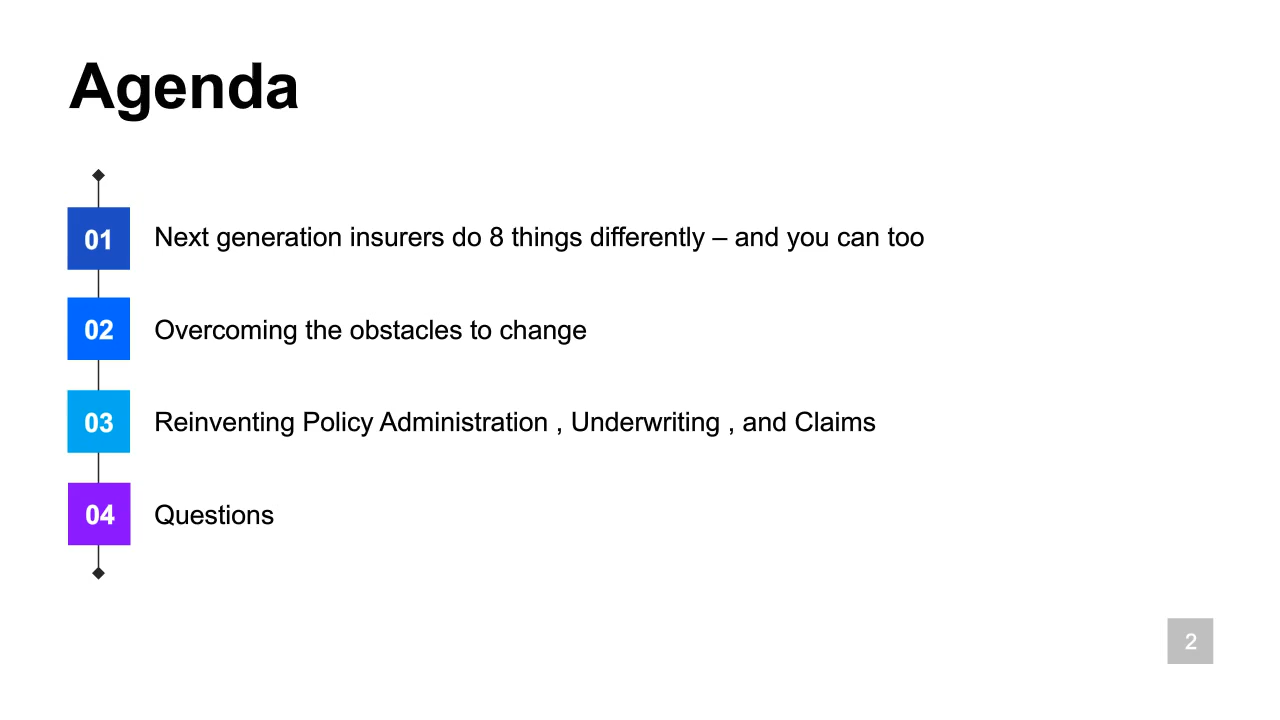 Agenda
01 Next generation insurers do 8 things differently – and you can too
02 Overcoming the obstacles to change
03 Reinventing Policy Administration , Underwriting , and Claims
04 Questions
2